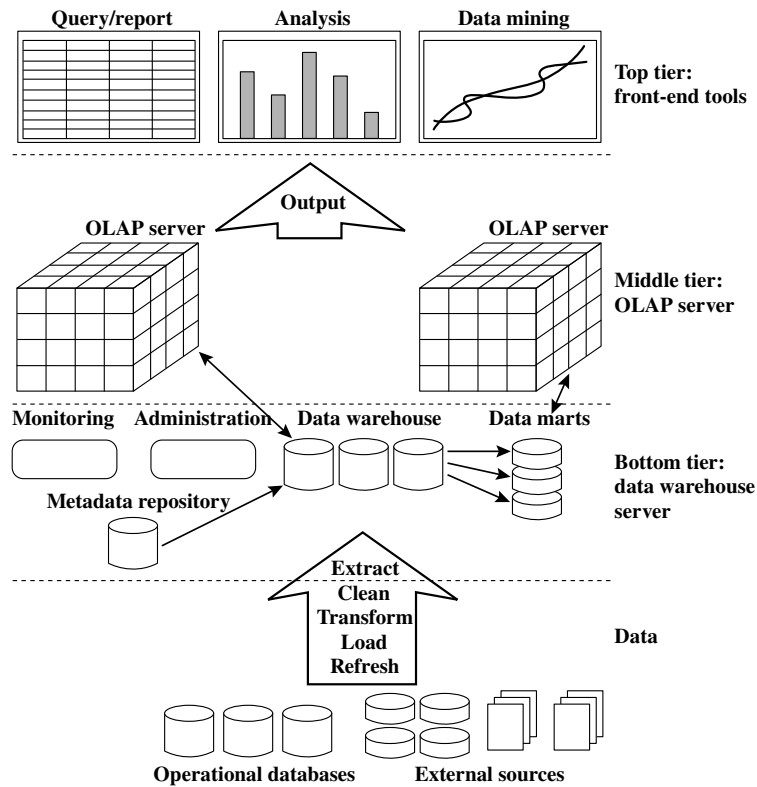 Query/report
Analysis
Data mining
Top tier:
front-end tools
Output
OLAP server
OLAP server
Middle tier:
OLAP server
Monitoring
Administration
Data warehouse
Data marts
Bottom tier:
data warehouse
server
Metadata repository
Extract
Clean
Transform
Load
Refresh
Data
Operational databases
External sources